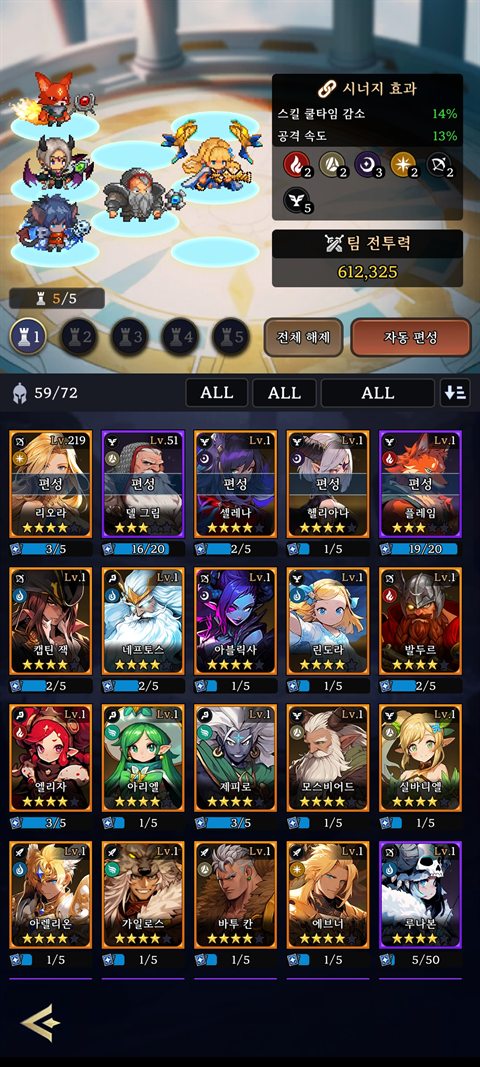 시너지 효과
스킬 쿨타임 감소 14%
공격 속도 13%
2 2 3 2 2
5
팀 전투력
612,325
5/5
1 2 3 4 5
전체 해제 자동 편성
59/72 ALL ALL ALL
Lv.219 Lv.51 Lv.1 Lv.1 Lv.1
편성 편성 편성 편성 편성
리오라 델 그림 셀레나 헬리아나 플레임
3/5 16/20 2/5 1/5 19/20
Lv.1 Lv.1 Lv.1 Lv.1 Lv.1
캡틴 잭 네프토스 아블릭사 린도라 발두르
2/5 2/5 1/5 1/5 2/5
Lv.1 Lv.1 Lv.1 Lv.1 Lv.1
엘리자 아리엘 제피로 모스비어드 실바니엘
3/5 1/5 3/5 1/5 1/5
Lv.1 Lv.1 Lv.1 Lv.1 Lv.1
아렐리온 가일로스 바투 칸 에브너 루나본
1/5 1/5 1/5 1/5 5/50